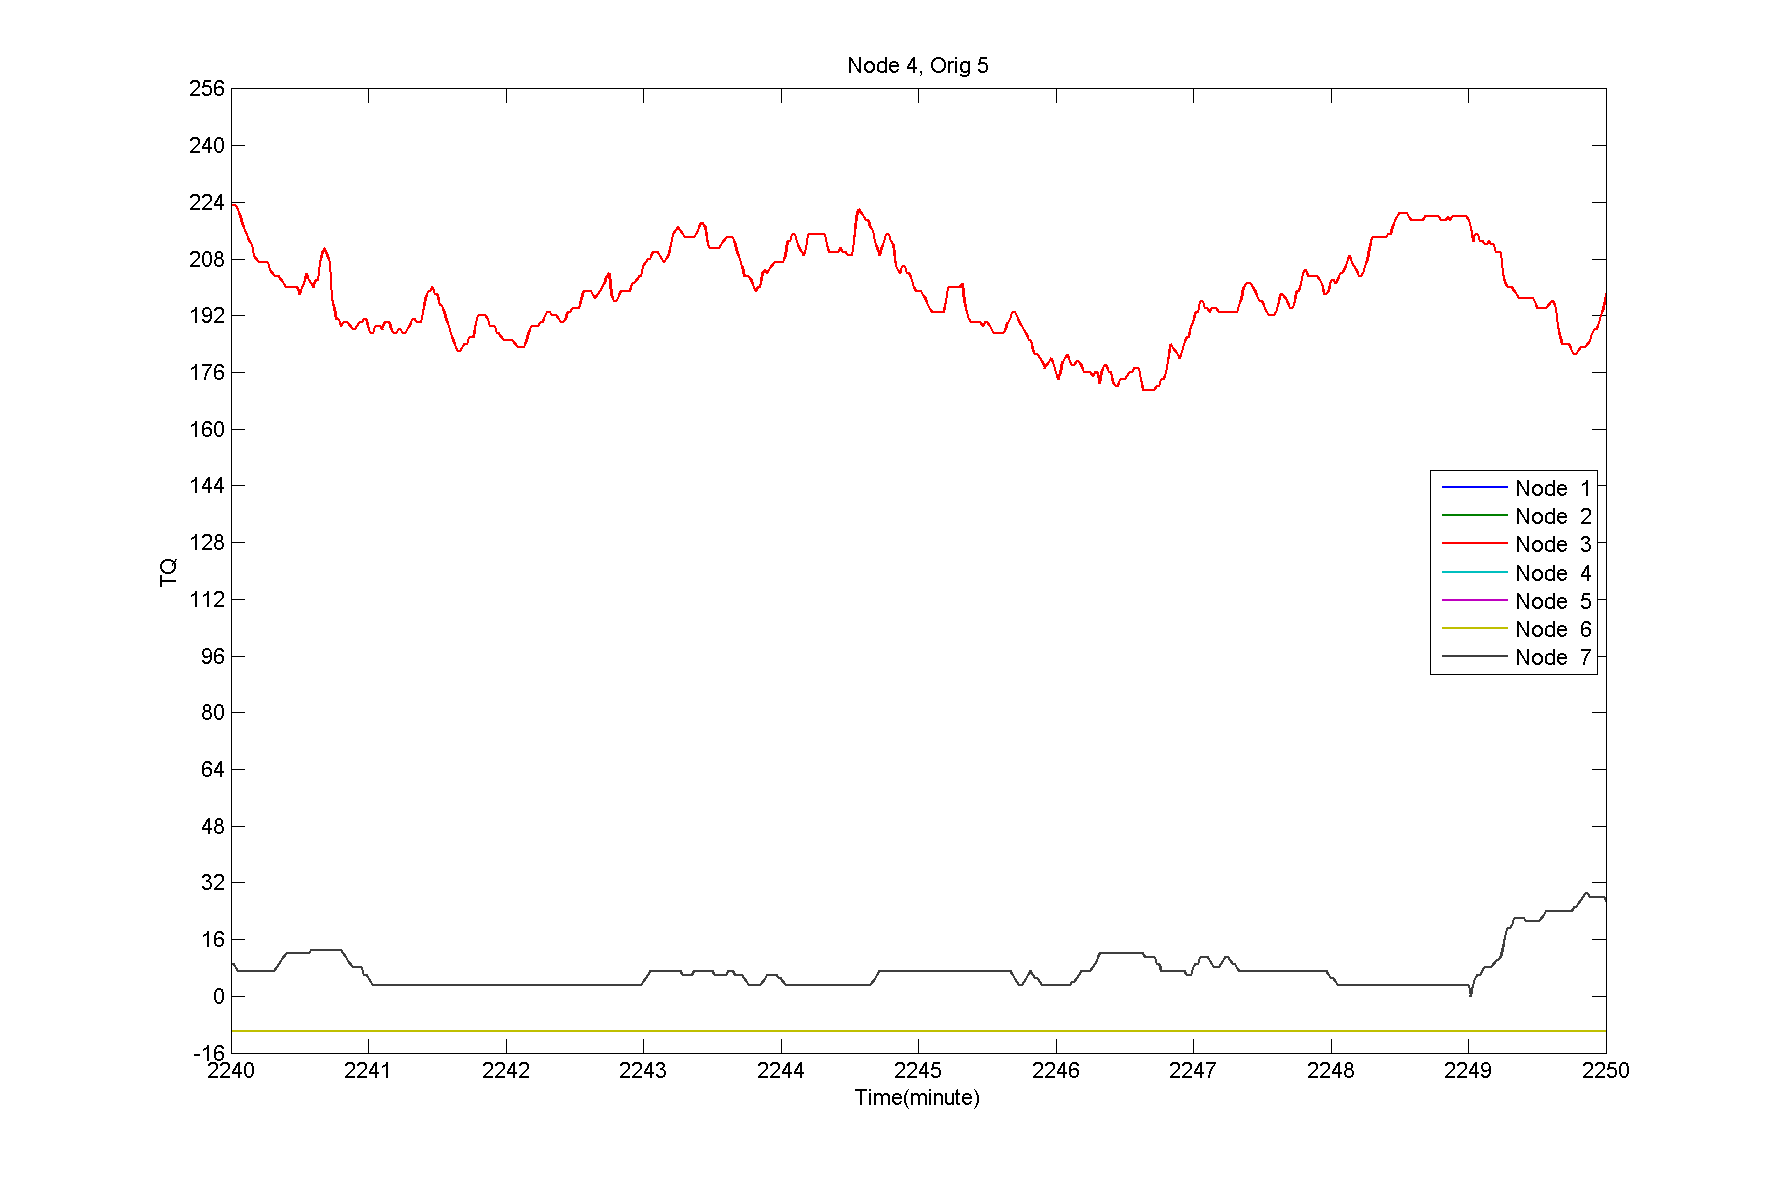 Node 4, Orig 5
256
240
224
208
192
176
160
144
128
112
96
80
64
48
32
16
0
-16
TQ
Node 1
Node 2
Node 3
Node 4
Node 5
Node 6
Node 7
2240 2241 2242 2243 2244 2245 2246 2247 2248 2249 2250
Time(minute)